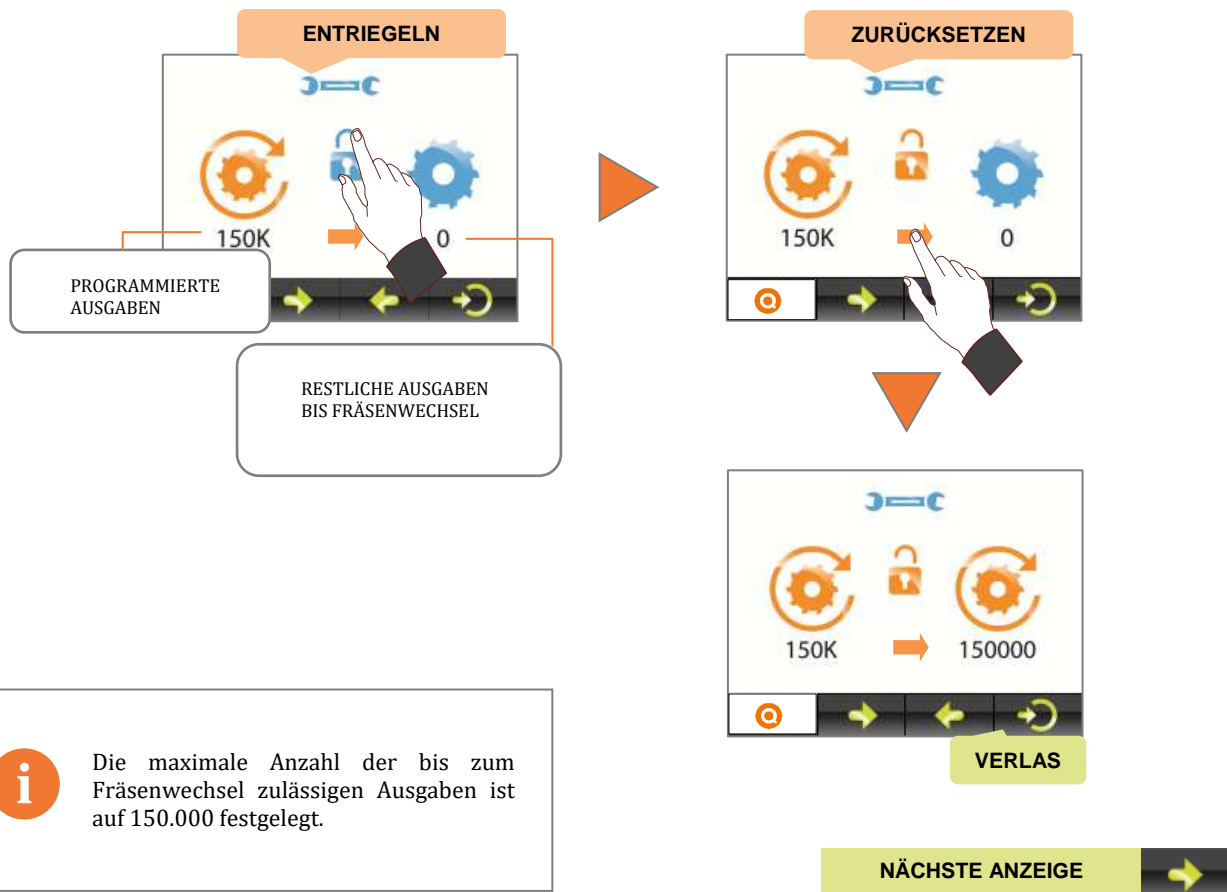 ENTRIEGELN
150K
0
PROGRAMMIERTE
AUSGABEN
RESTLICHE AUSGABEN
BIS FRÄSENWECHSEL
ZURÜCKSETZEN
150K
0
150K
150000
VERLAS
i
Die maximale Anzahl der bis zum
Fräsenwechsel zulässigen Ausgaben ist
auf 150.000 festgelegt.
NÄCHSTE ANZEIGE